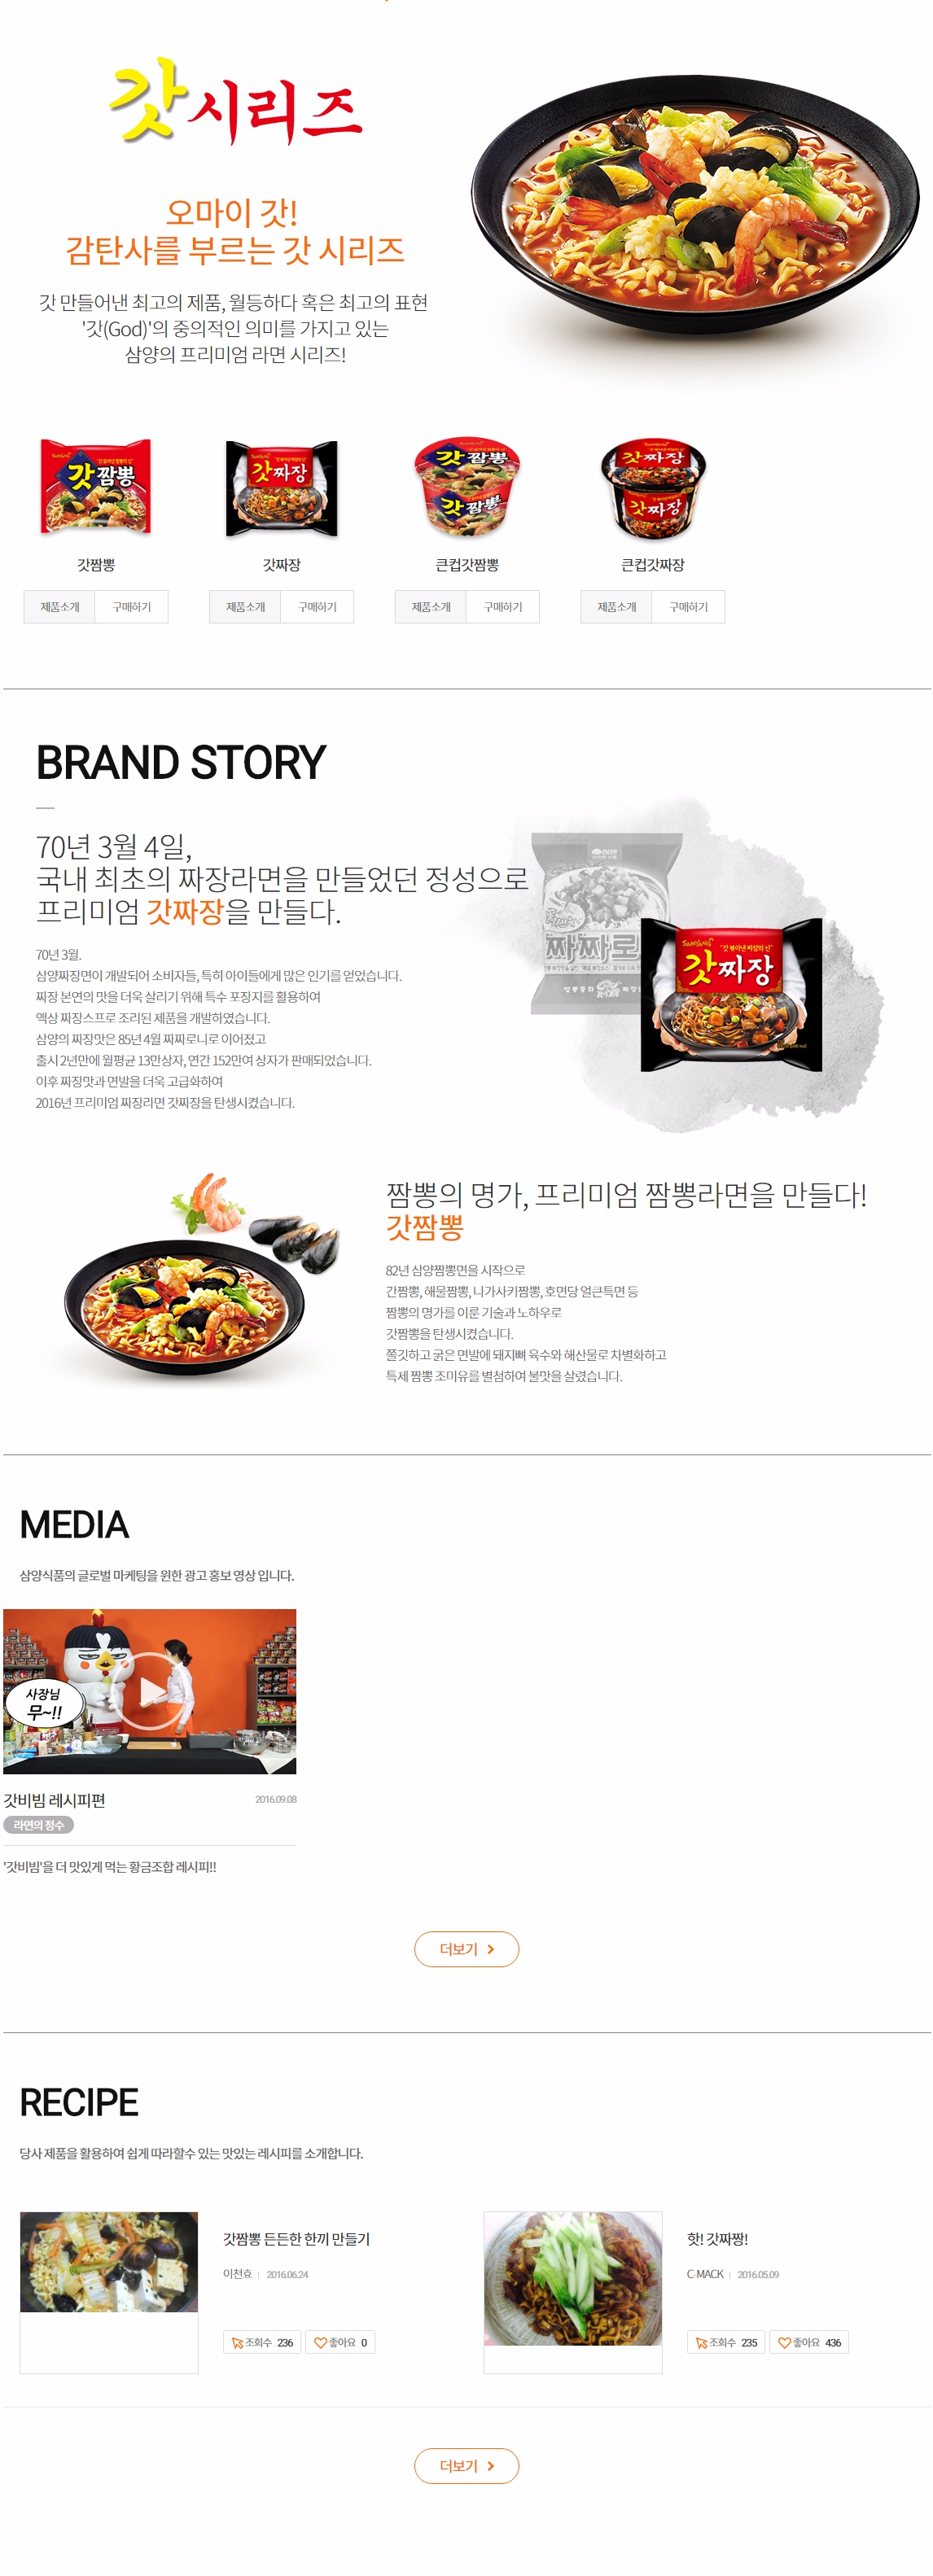 갓시리즈
오마이 갓!
감탄사를 부르는 갓 시리즈
갓 만들어낸 최고의 제품, 월등하다 혹은 최고의 표현
'갓(God)'의 중의적인 의미를 가지고 있는
삼양의 프리미엄 라면 시리즈!
갓짬뽕
갓짜장
갓짬뽕
갓짬뽕
갓짜장
갓짜장
갓짬뽕
갓짜장
큰컵갓짬뽕
큰컵갓짜장
제품소개
구매하기
제품소개
구매하기
제품소개
구매하기
제품소개
구매하기
BRAND STORY
70년 3월 4일,
국내 최초의 짜장라면을 만들었던 정성으로
프리미엄 갓짜장을 만들다.
70년 3월.
삼양짜장면이 개발되어 소비자들, 특히 아이들에게 많은 인기를 얻었습니다.
짜장 본연의 맛을 더욱 살리기 위해 특수 포장지를 활용하여
액상 짜장스프로 조리된 제품을 개발하였습니다.
삼양의 짜장맛은 85년 4월 짜짜로니로 이어졌고
출시 2년만에 월평균 13만상자, 연간 152만여 상자가 판매되었습니다.
이후 짜장맛과 면발을 더욱 고급화하여
2016년 프리미엄 짜장라면 갓짜장을 탄생시켰습니다.
짜짜로
Samyang
"갓 볶아낸 짜장의 신"
갓짜장
짬뽕의 명가, 프리미엄 짬뽕라면을 만들다!
갓짬뽕
82년 삼양짬뽕면을 시작으로
간짬뽕, 해물짬뽕, 나가사키짬뽕, 호면당 얼큰특면 등
짬뽕의 명가를 이룬 기술과 노하우로
갓짬뽕을 탄생시켰습니다.
쫄깃하고 굵은 면발에 돼지뼈 육수와 해산물로 차별화하고
특제 짬뽕 조미유를 별첨하여 불맛을 살렸습니다.
MEDIA
삼양식품의 글로벌 마케팅을 윈한 광고 홍보 영상 입니다.
사장님
무~!!
갓비빔 레시피편
2016.09.08
라면의 정수
'갓비빔'을 더 맛있게 먹는 황금조합 레시피!!
더보기
RECIPE
당사 제품을 활용하여 쉽게 따라할수 있는 맛있는 레시피를 소개합니다.
갓짬뽕 든든한 한끼 만들기
이천효 | 2016.06.24
조회수 236
좋아요 0
핫! 갓짜짱!
C·MACK | 2016.05.09
조회수 235
좋아요 436
더보기